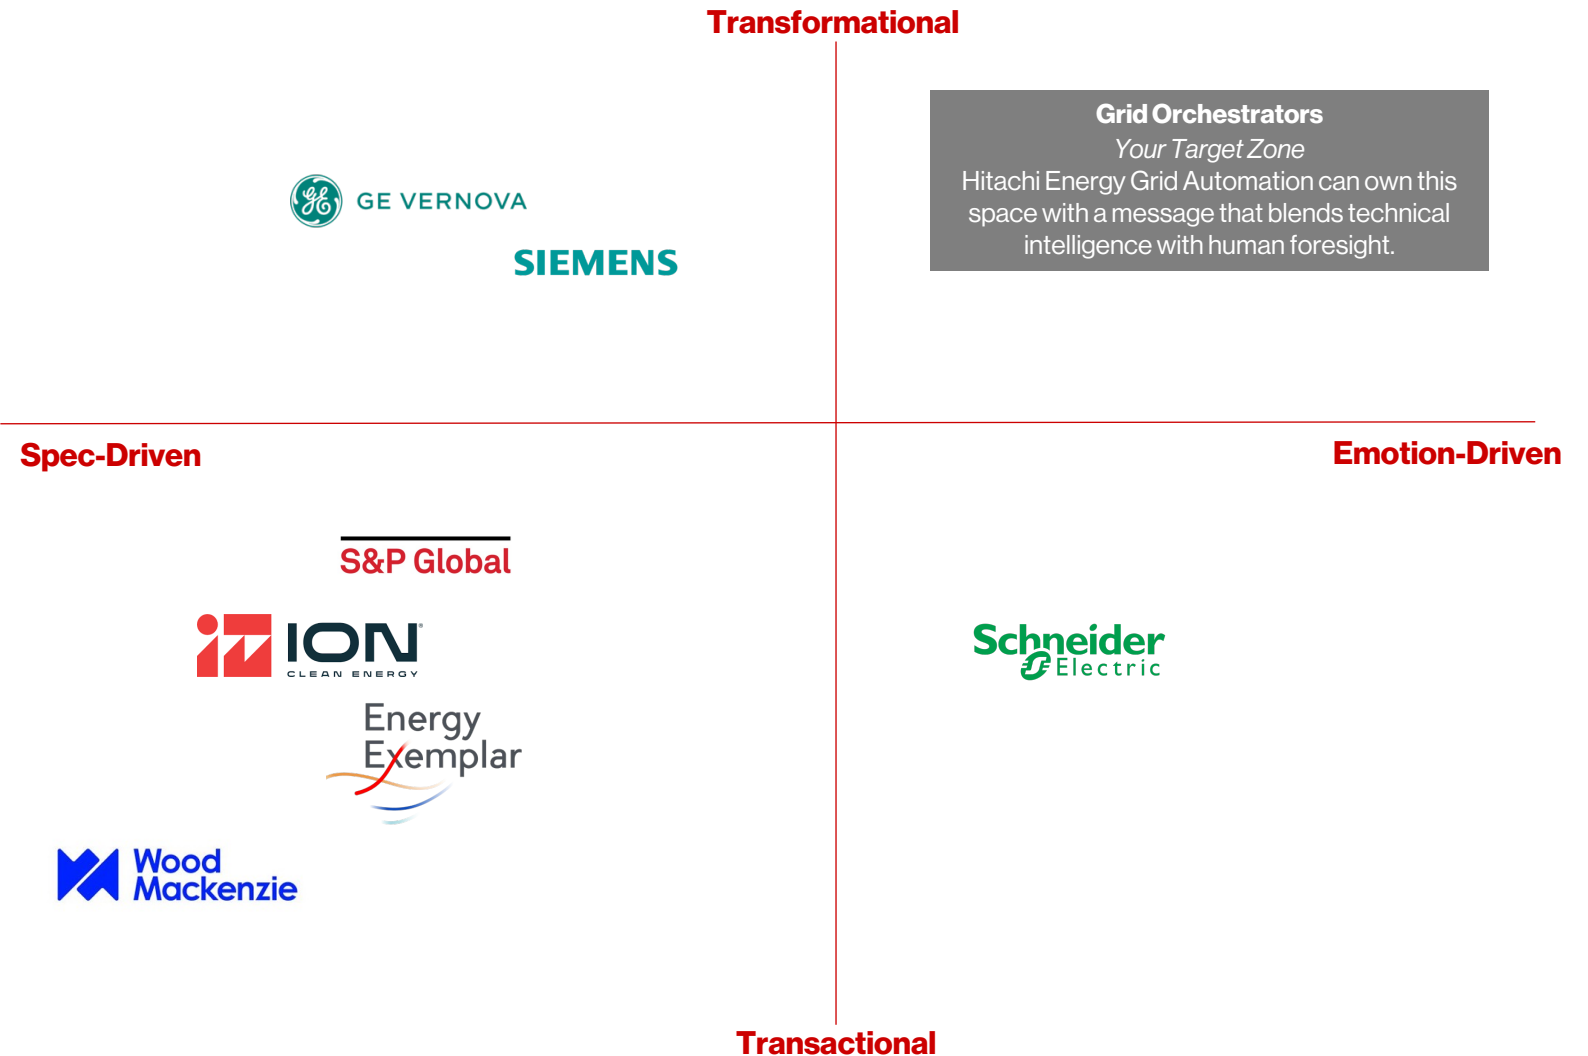 Transformational
Grid Orchestrators
Your Target Zone
Hitachi Energy Grid Automation can own this
space with a message that blends technical
intelligence with human foresight.
GE VERNOVA
SIEMENS
Spec-Driven
Emotion-Driven
S&P Global
ION®
CLEAN ENERGY
Schneider
Electric
Energy
Exemplar
Wood
Mackenzie
Transactional